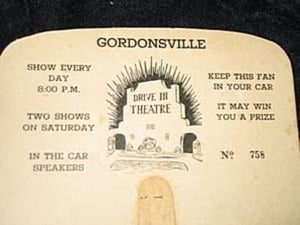 GORDONSVILLE
SHOW EVERY
DAY
8:00 P.M.
TWO SHOWS
ON SATURDAY
IN THE CAR
SPEAKERS
DRIVE IN
THEATRE
KEEP THIS FAN
IN YOUR CAR
IT MAY WIN
YOU A PRIZE
Nº 758